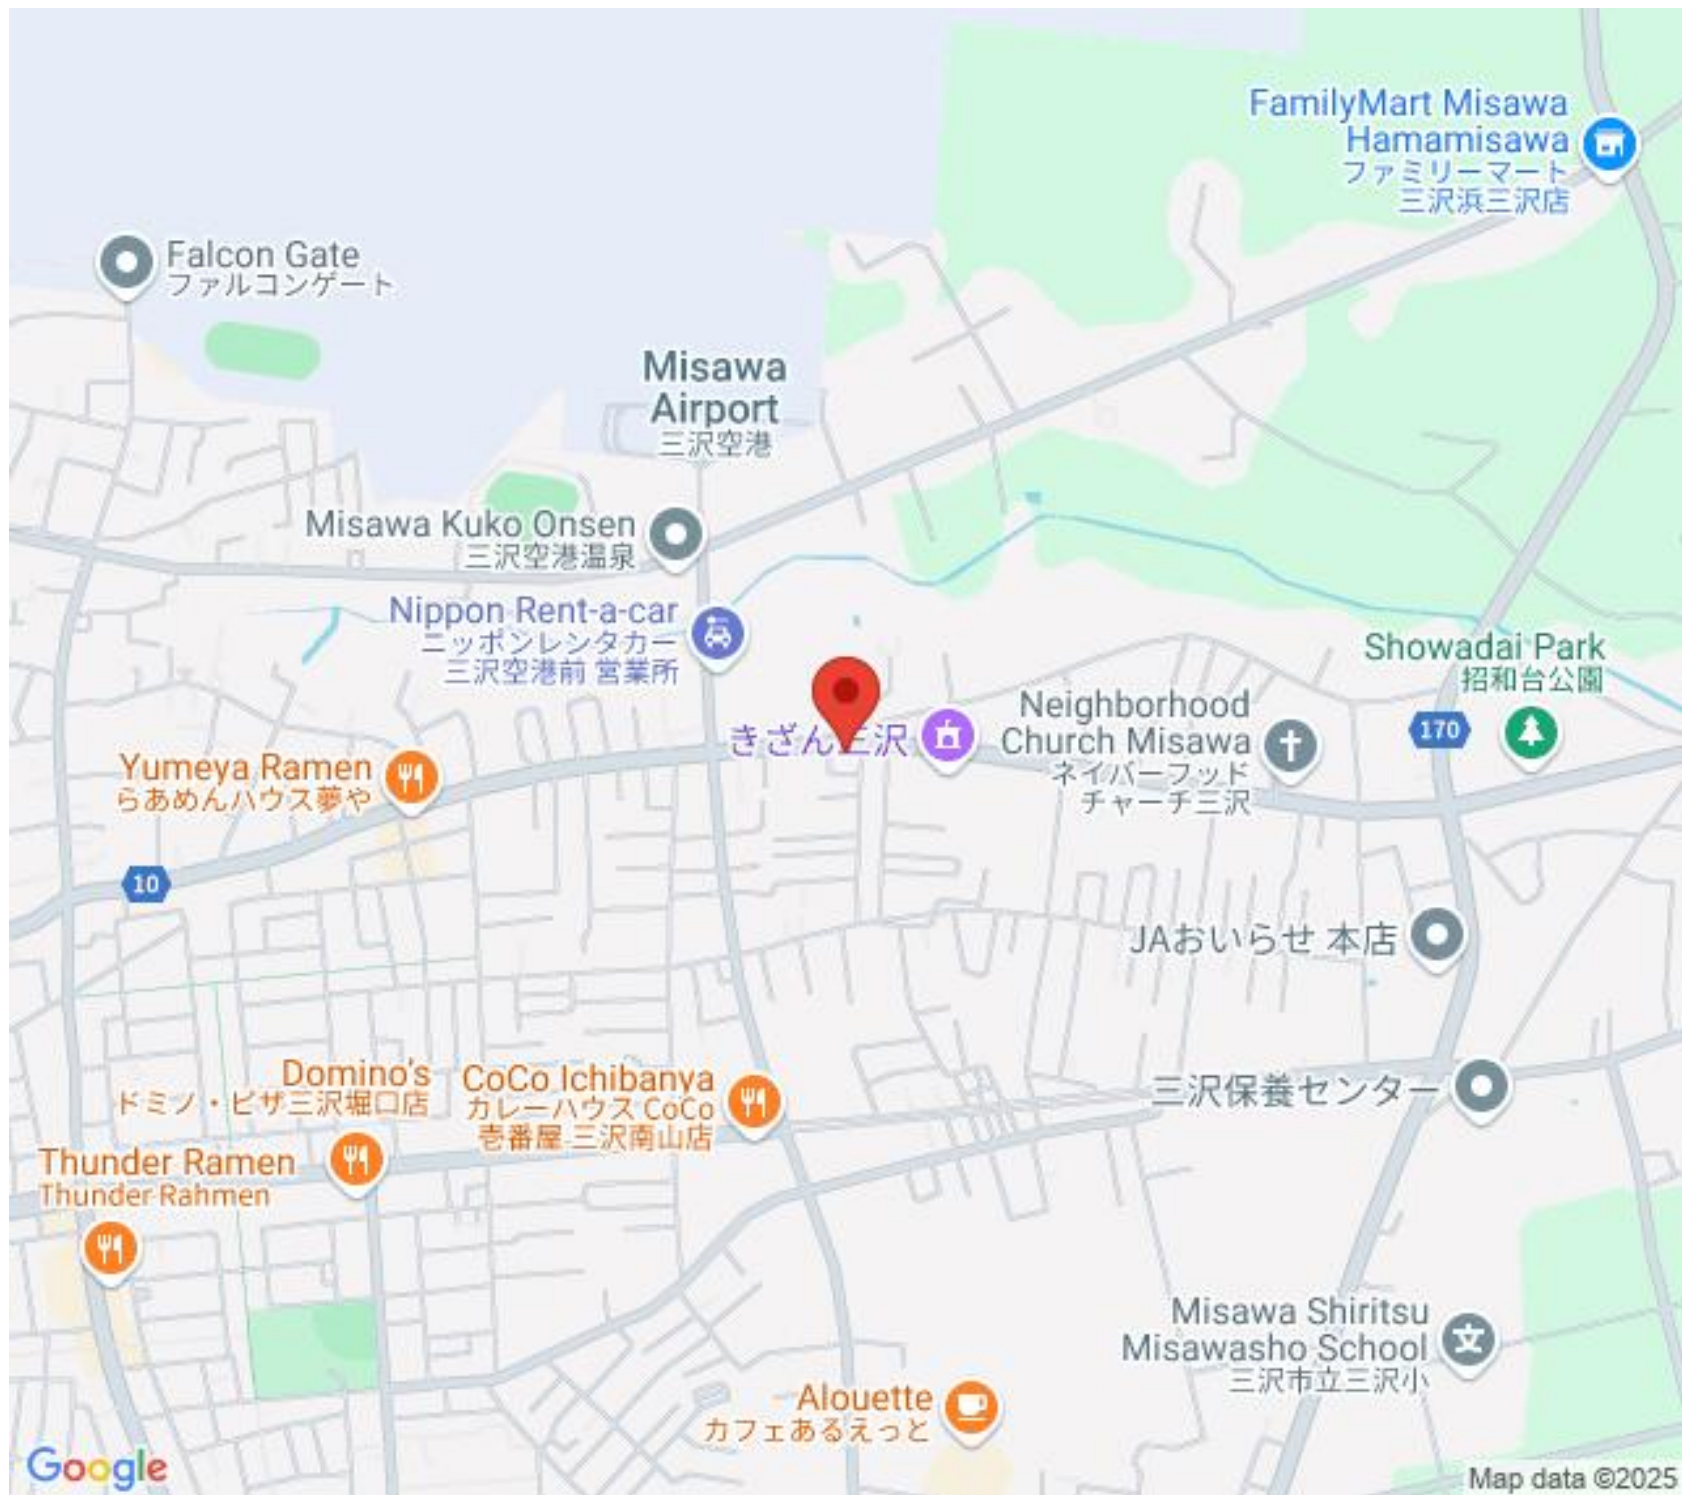 FamilyMart Misawa
Hamamisawa
ファミリーマート
三沢浜三沢店
Falcon Gate
ファルコンゲート
Misawa
Airport
三沢空港
Misawa Kuko Onsen
三沢空港温泉
Nippon Rent-a-car
ニッポンレンタカー
三沢空港前 営業所
Showadai Park
招和台公園
きざん三沢
Neighborhood
Church Misawa
ネイバーフッド
チャーチ三沢
170
Yumeya Ramen
らあめんハウス夢や
10
JAおいらせ 本店
Domino's
ドミノ・ピザ三沢堀口店
CoCo Ichibanya
カレーハウス CoCo
壱番屋 三沢南山店
三沢保養センター
Thunder Ramen
Thunder Rahmen
Misawa Shiritsu
Misawasho School
三沢市立三沢小
文
Alouette
カフェあるえっと
Google
Map data ©2025